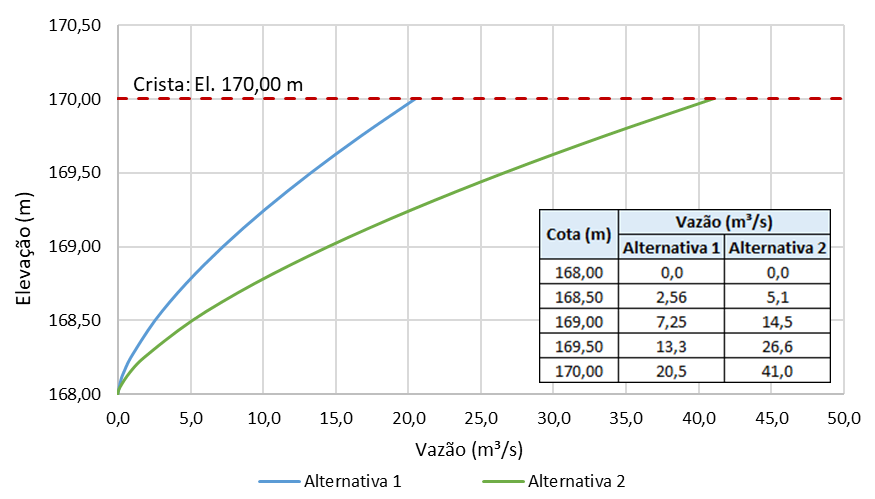 170,50
Crista: El. 170,00 m
170,00
169,50
169,00
168,50
168,00
Elevação (m)
0,0 5,0 10,0 15,0 20,0 25,0 30,0 35,0 40,0 45,0 50,0
Vazão (m³/s)
Cota (m) Vazão (m³/s)
Alternativa 1 Alternativa 2
168,00 0,0 0,0
168,50 2,56 5,1
169,00 7,25 14,5
169,50 13,3 26,6
170,00 20,5 41,0
Alternativa 1 Alternativa 2